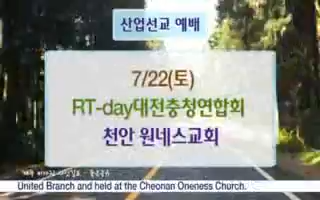 산업선교 예배
7/22(토)
RT-day대전충청연합회
천안 원네스교회
United Branch and held at the Cheonan Oneness Church.